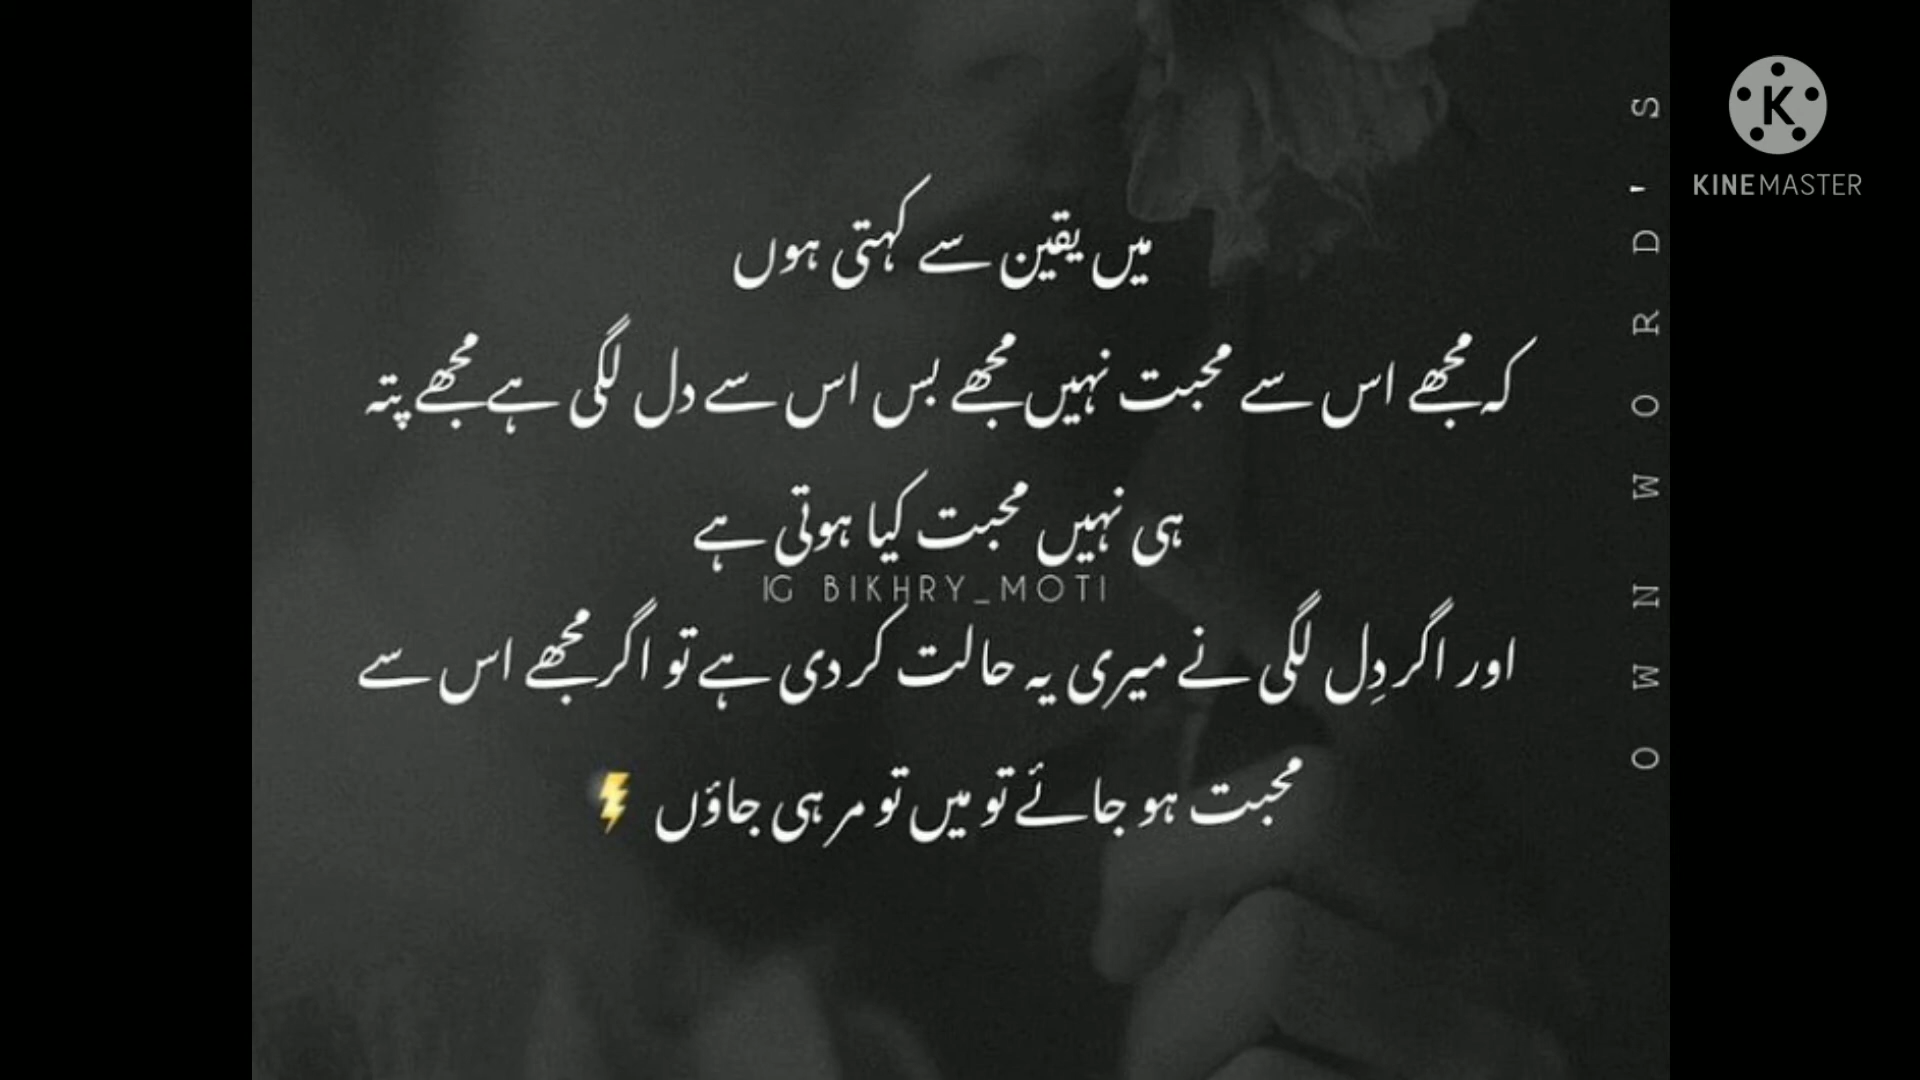 میں یقین سے کہتی ہوں
کہ مجھے اس سے محبت نہیں مجھے بس اس سے دل لگی ہے مجھے پتہ
ہی نہیں محبت کیا ہوتی ہے
IG BIKHRY_MOTI
اور اگر دِل لگی نے میری یہ حالت کر دی ہے تو اگر مجھے اس سے
محبت ہو جائے تو میں تو مر ہی جاؤں ⚡
OWN WORD'S
KINEMASTER